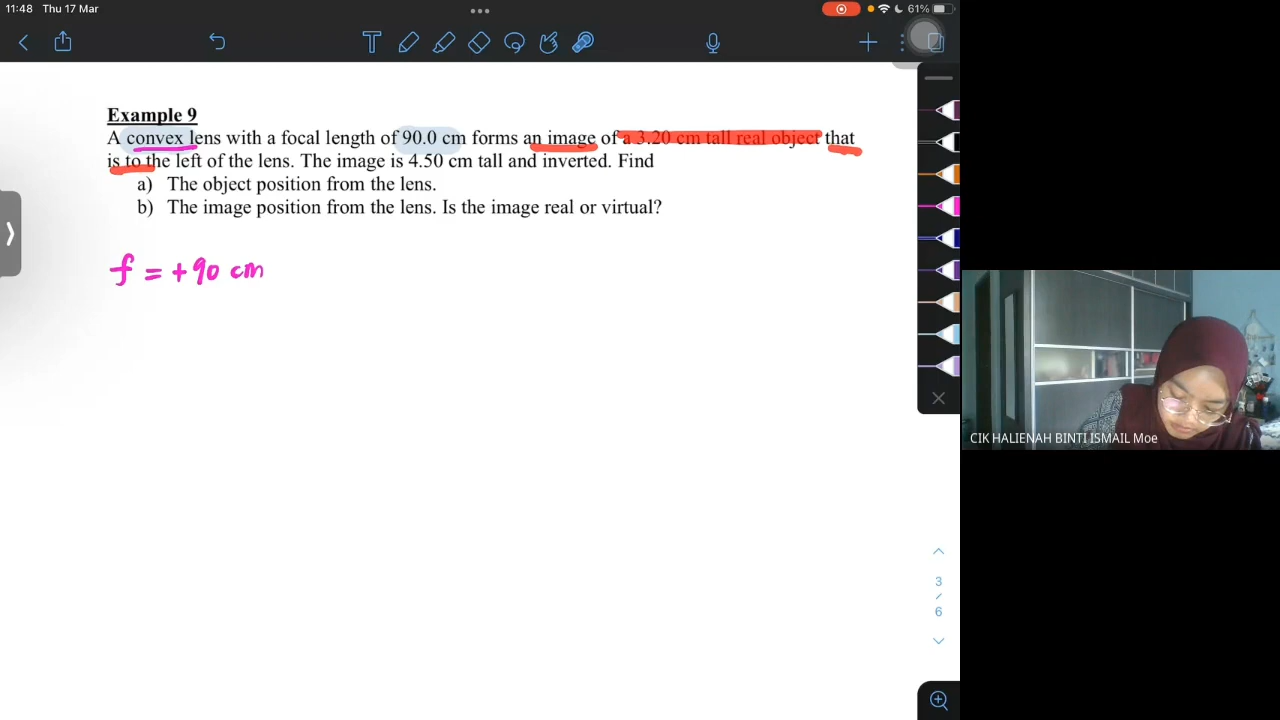 11:48 Thu 17 Mar
61%
T
Example 9
A convex lens with a focal length of 90.0 cm forms an image of a 3.20 cm tall real object that
is to the left of the lens. The image is 4.50 cm tall and inverted. Find
a) The object position from the lens.
b) The image position from the lens. Is the image real or virtual?
f = +90 cm
CIK HALIENAH BINTI ISMAIL Moe
3
/
6